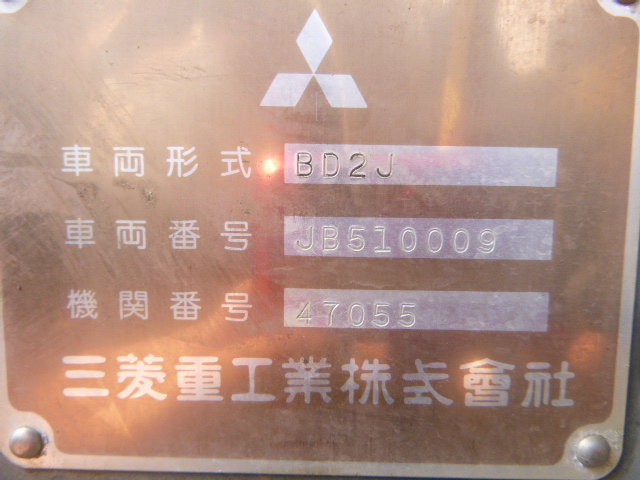 車両形式 BD2J
車両番号 JB510009
機関番号 47055
三菱重工業株式會社